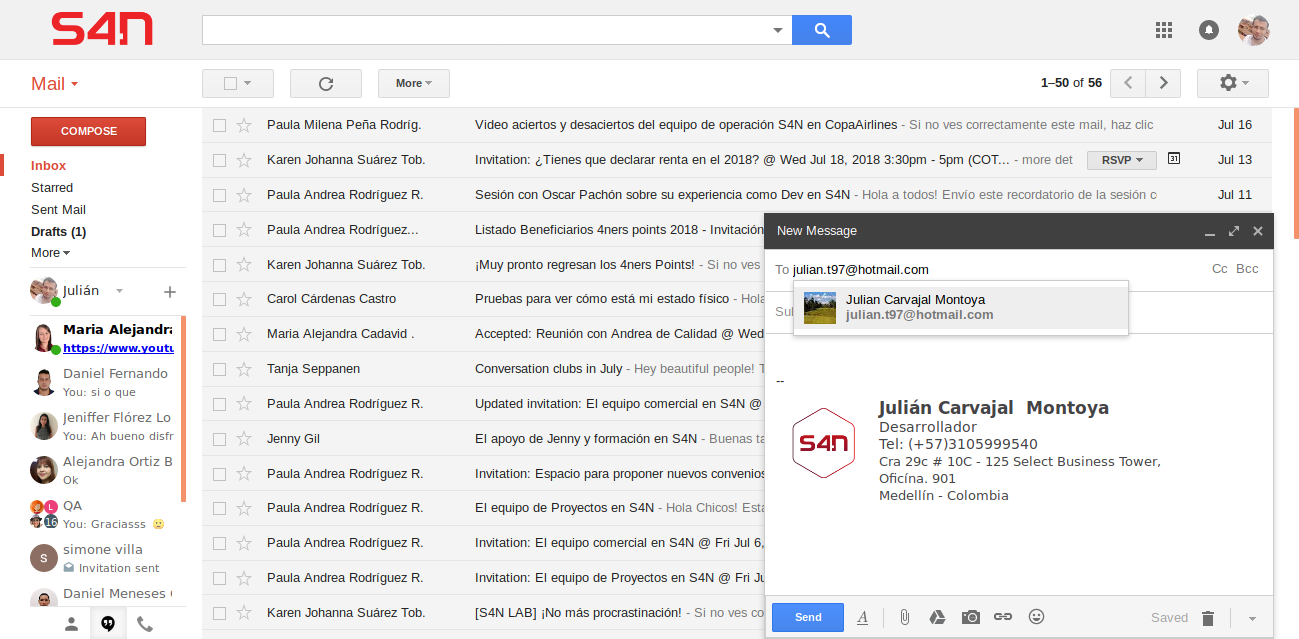 S4N
Mail
More
1–50 of 56
COMPOSE
Inbox
Starred
Sent Mail
Drafts (1)
More
Julián
Maria Alejandra
https://www.youtu
Daniel Fernando
You: si o que
Jeniffer Flórez Lo
You: Ah bueno disfr
Alejandra Ortiz B
Ok
QA
L
16
You: Graciasss 🙂
S
simone villa
Invitation sent
Daniel Meneses
Paula Milena Peña Rodríg. Video aciertos y desaciertos del equipo de operación S4N en CopaAirlines - Si no ves correctamente este mail, haz clic Jul 16
Karen Johanna Suárez Tob. Invitation: ¿Tienes que declarar renta en el 2018? @ Wed Jul 18, 2018 3:30pm - 5pm (COT... - more det RSVP 31 Jul 13
Paula Andrea Rodríguez R. Sesión con Oscar Pachón sobre su experiencia como Dev en S4N - Hola a todos! Envío este recordatorio de la sesión c Jul 11
Paula Andrea Rodríguez... Listado Beneficiarios 4ners points 2018 - Invitación
Karen Johanna Suárez Tob. ¡Muy pronto regresan los 4ners Points! - Si no ves
Carol Cárdenas Castro Pruebas para ver cómo está mi estado físico - Hola
Maria Alejandra Cadavid . Accepted: Reunión con Andrea de Calidad @ Wed
Tanja Seppanen Conversation clubs in July - Hey beautiful people! T
Paula Andrea Rodríguez R. Updated invitation: El equipo comercial en S4N @
Jenny Gil El apoyo de Jenny y formación en S4N - Buenas ta
Paula Andrea Rodríguez R. Invitation: Espacio para proponer nuevos convenios
Paula Andrea Rodríguez R. El equipo de Proyectos en S4N - Hola Chicos! Esta
Paula Andrea Rodríguez R. Invitation: El equipo comercial en S4N @ Fri Jul 6,
Paula Andrea Rodríguez R. Invitation: El equipo de Proyectos en S4N @ Fri Ju
Karen Johanna Suárez Tob. [S4N LAB] ¡No más procrastinación! - Si no ves co
New Message
To julian.t97@hotmail.com Cc Bcc
Su
Julian Carvajal Montoya
julian.t97@hotmail.com
--
S4N
Julián Carvajal Montoya
Desarrollador
Tel: (+57)3105999540
Cra 29c # 10C - 125 Select Business Tower,
Oficína. 901
Medellín - Colombia
Send
A
Saved